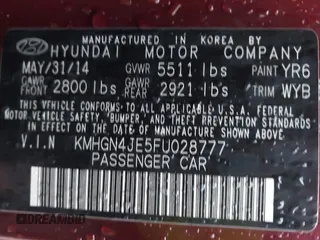 MANUFACTURED IN KOREA BY
HYUNDAI MOTOR COMPANY
MAY/31/14 GVWR 5511 lbs PAINT YR6
GAWR FRONT 2800 lbs GAWR REAR 2921 lbs TRIM WYB
THIS VEHICLE CONFORMS TO ALL APPLICABLE U.S. FEDERAL
MOTOR VEHICLE SAFETY, BUMPER, AND THEFT PREVENTION
STANDARDS IN EFFECT ON THE DATE OF MANUFACTURE
SHOWN ABOVE.
V.I.N KMHGN4JE5FU028777
PASSENGER CAR
DREAMBID